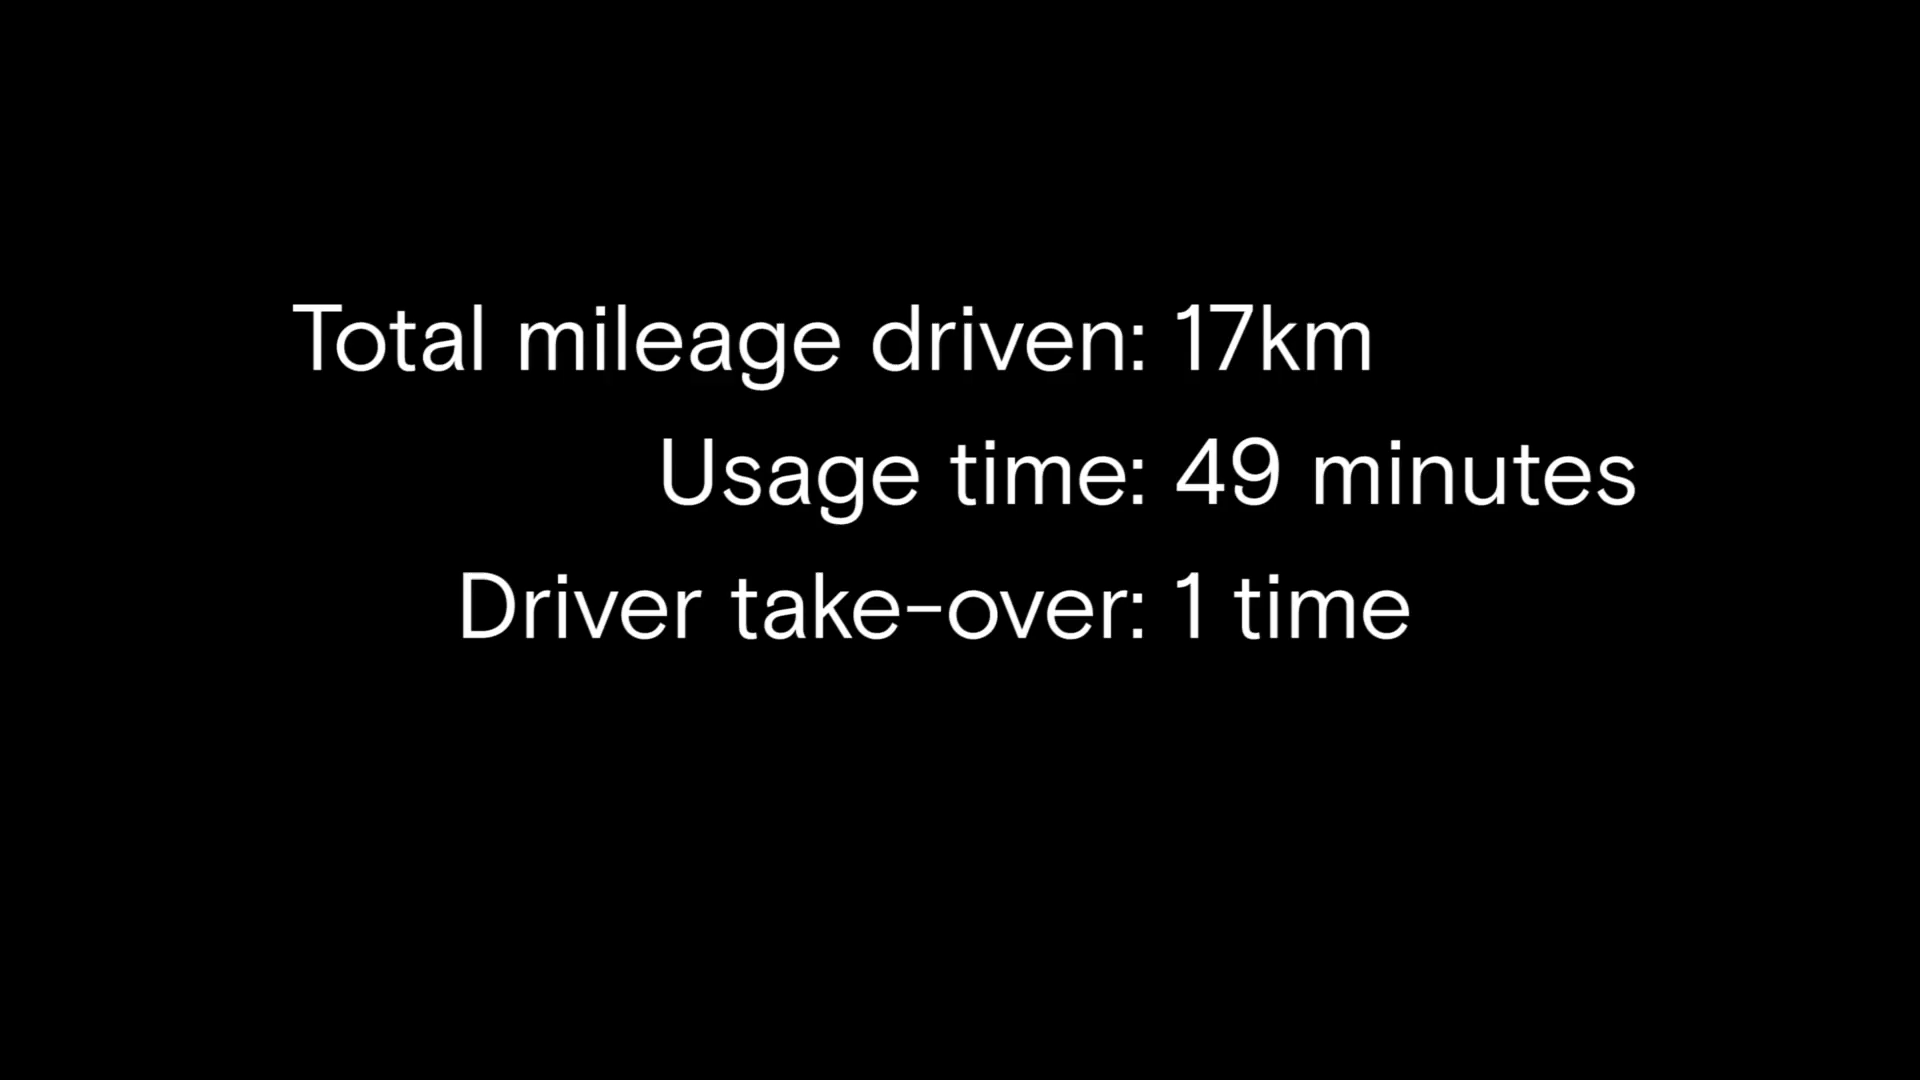 Total mileage driven: 17km
Usage time: 49 minutes
Driver take-over: 1 time